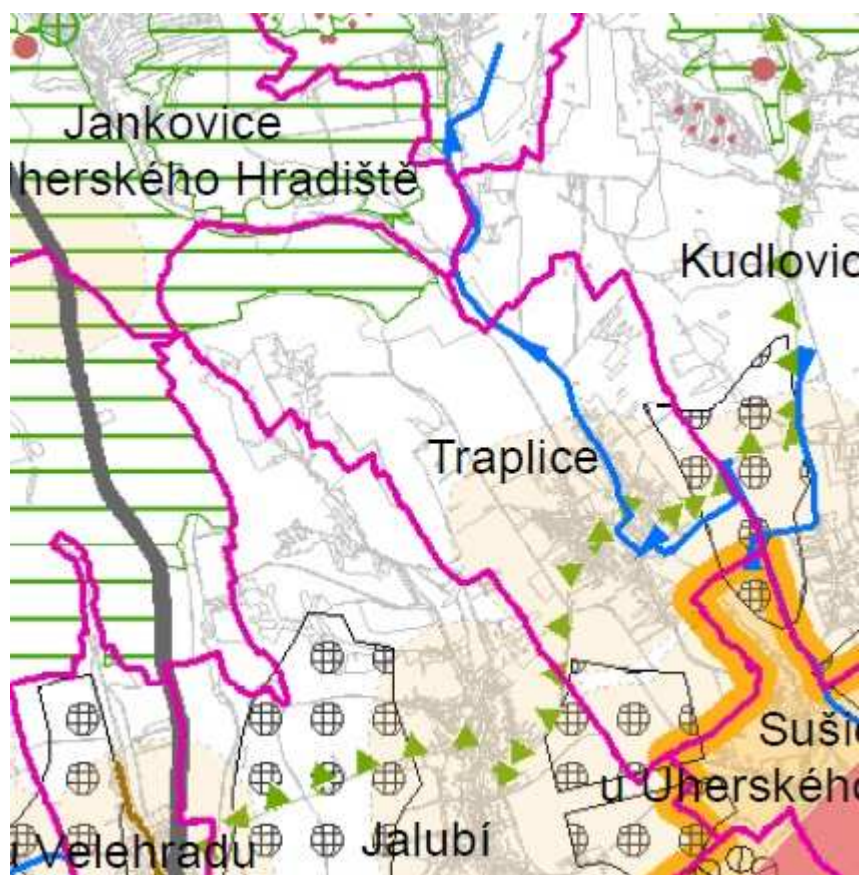 Jankovice
herského Hradiště
Kudlovic
Traplice
Suši
u Uherského
Velehradu
Jalubí